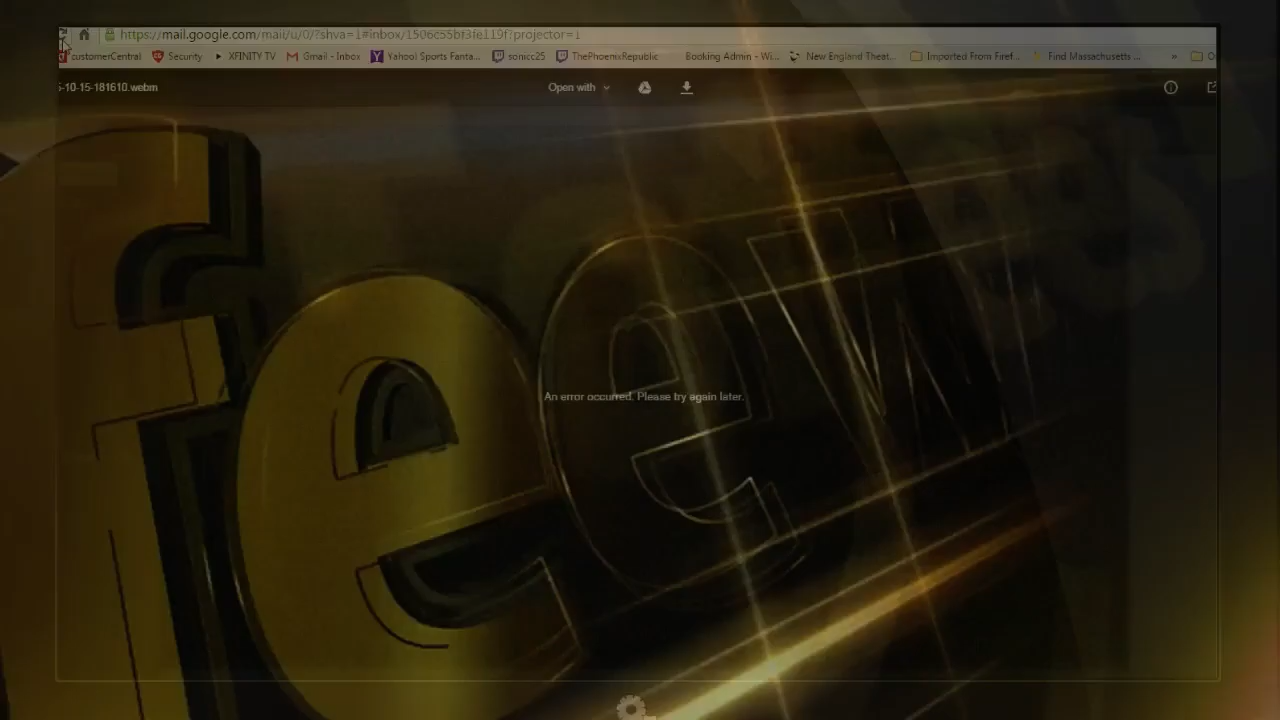 https://mail.google.com/mail/u/0/?shva=1#inbox/1506c55bf3fe119f?projector=1
customerCentral Security XFINITY TV Gmail - Inbox Yahoo! Sports Fanta... sonicc25 ThePhoenixRepublic Booking Admin - Wi... New England Theat... Imported From Firef... Find Massachusetts ... »
5-10-15-181610.webm Open with
feew
An error occurred. Please try again later.